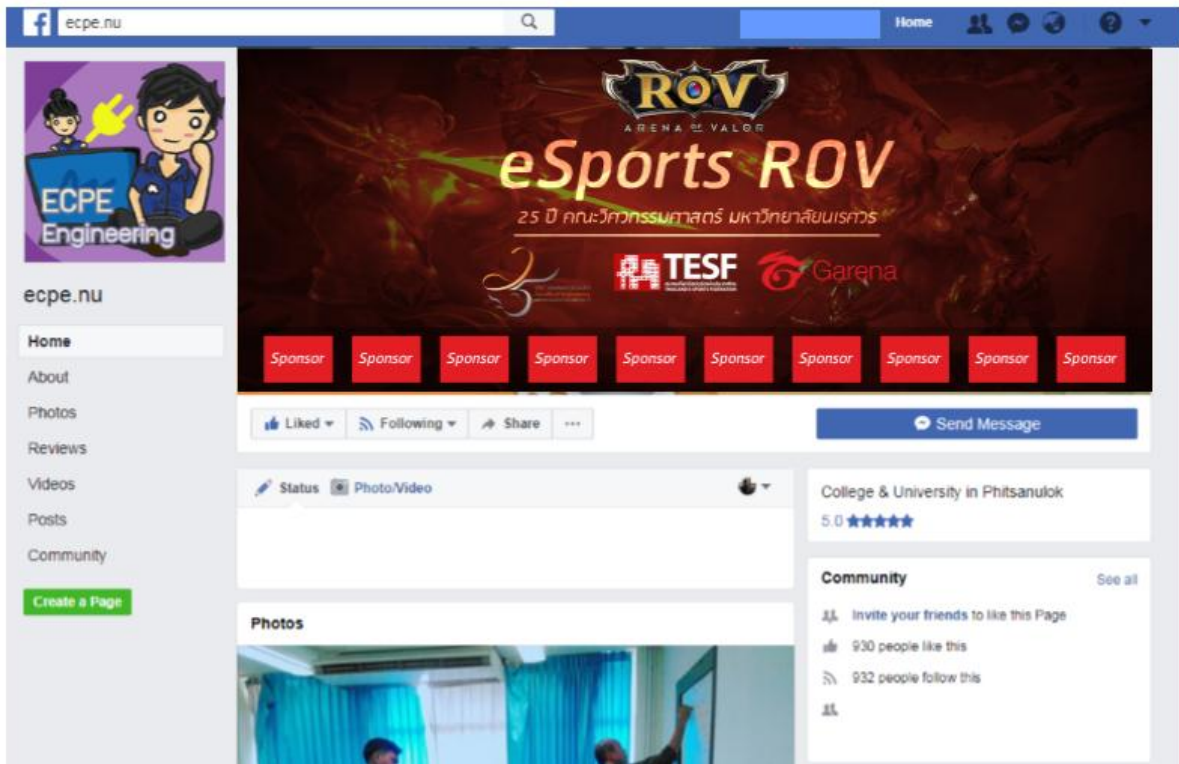 f ecpe.nu
Home
ECPE
Engineering
ecpe.nu
Home
About
Photos
Reviews
Videos
Posts
Community
Create a Page
ROV
ARENA OF VALOR
eSports ROV
25 ปี คณะวิศวกรรมศาสตร์ มหาวิทยาลัยนเรศวร
TESF
Garena
Sponsor Sponsor Sponsor Sponsor Sponsor Sponsor Sponsor Sponsor Sponsor Sponsor
Liked Following Share ...
Send Message
Status Photo/Video
Photos
College & University in Phitsanulok
5.0
Community See all
Invite your friends to like this Page
930 people like this
932 people follow this